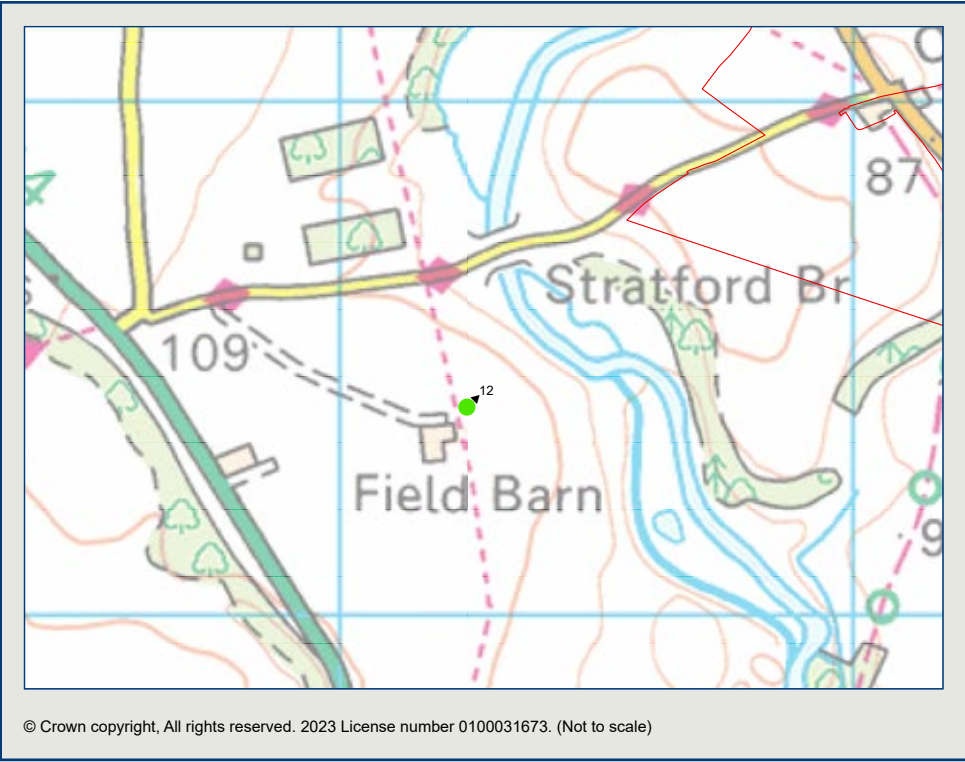 87
Stratford Br
109
12
Field Barn
© Crown copyright, All rights reserved. 2023 License number 0100031673. (Not to scale)